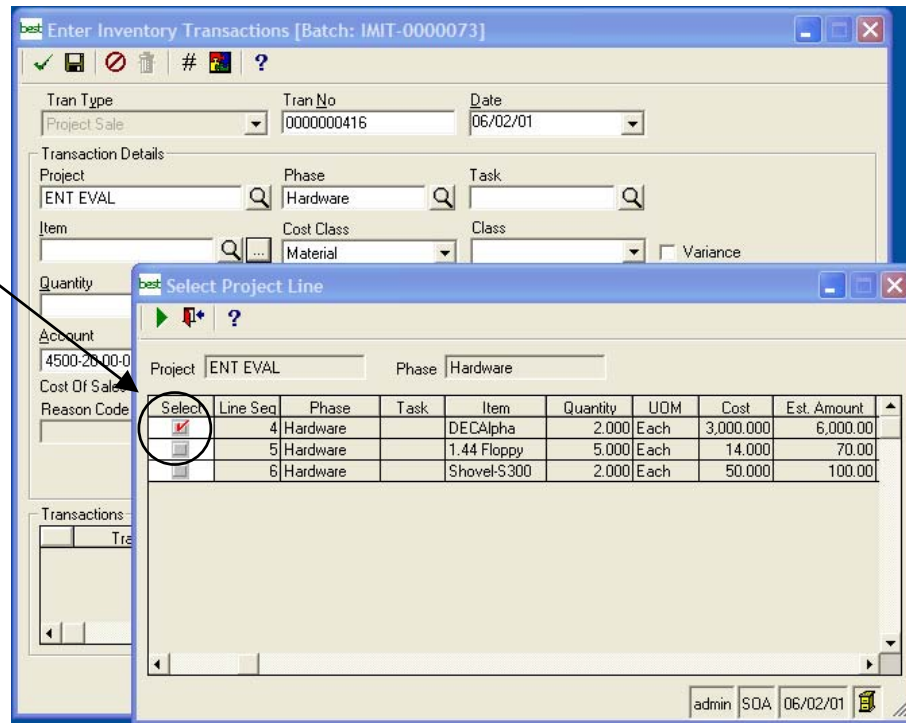 best Enter Inventory Transactions [Batch: IMIT-0000073]
# ?
Tran Type Tran No Date
Project Sale 0000000416 06/02/01
Transaction Details
Project Phase Task
ENT EVAL Hardware
Item Cost Class Class
... Material Variance
Quantity
Account
4500-20-00-0
Cost Of Sales
Reason Code
Transactions
Tra
best Select Project Line
?
Project ENT EVAL Phase Hardware
Select Line Seq Phase Task Item Quantity UOM Cost Est. Amount
4 Hardware DECAlpha 2.000 Each 3,000.000 6,000.00
5 Hardware 1.44 Floppy 5.000 Each 14.000 70.00
6 Hardware Shovel-S300 2.000 Each 50.000 100.00
admin SOA 06/02/01